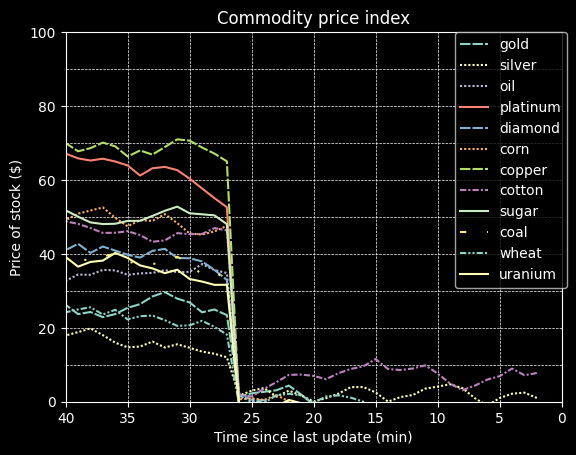 Commodity price index
100
80
60
40
20
0
Price of stock ($)
40 35 30 25 20 15 10 5 0
Time since last update (min)
gold
silver
oil
platinum
diamond
corn
copper
cotton
sugar
coal
wheat
uranium